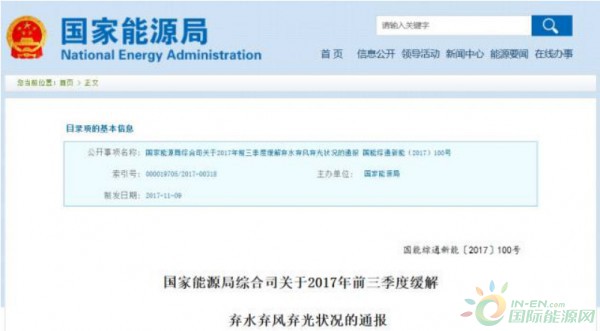 国家能源局
National Energy Administration
请输入关键字
首 页 信息公开 领导活动 新闻中心 能源要闻 在线办事
您当前位置：首页 > 正文
目录项的基本信息
公开事项名称： 国家能源局综合司关于2017年前三季度缓解弃水弃风弃光状况的通报 国能综通新能〔2017〕100号
索引号： 000019705/2017-00315 主办单位： 国家能源局
制发日期： 2017-11-09
国能综通新能〔2017〕100号
国家能源局综合司关于2017年前三季度缓解
弃水弃风弃光状况的通报
IN-EN.com
国际能源网